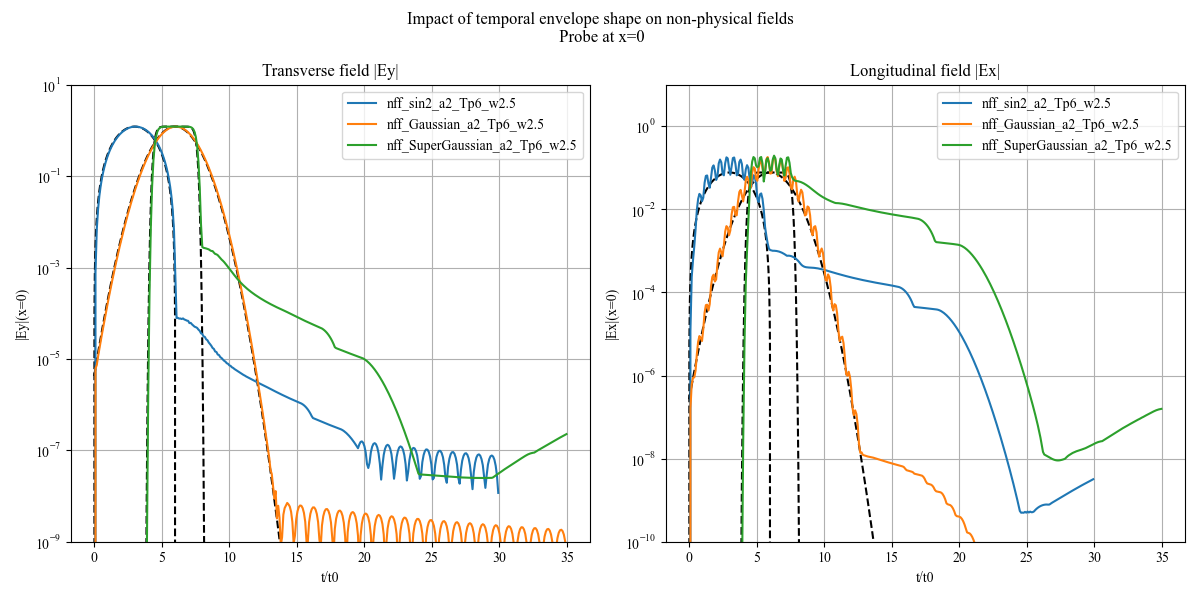 Impact of temporal envelope shape on non-physical fields
Probe at x=0
Transverse field |Ey|
|Ey|(x=0)
10^1
10^-1
10^-3
10^-5
10^-7
10^-9
nff_sin2_a2_Tp6_w2.5
nff_Gaussian_a2_Tp6_w2.5
nff_SuperGaussian_a2_Tp6_w2.5
0 5 10 15 20 25 30 35
t/t0
Longitudinal field |Ex|
|Ex|(x=0)
10^0
10^-2
10^-4
10^-6
10^-8
10^-10
nff_sin2_a2_Tp6_w2.5
nff_Gaussian_a2_Tp6_w2.5
nff_SuperGaussian_a2_Tp6_w2.5
0 5 10 15 20 25 30 35
t/t0